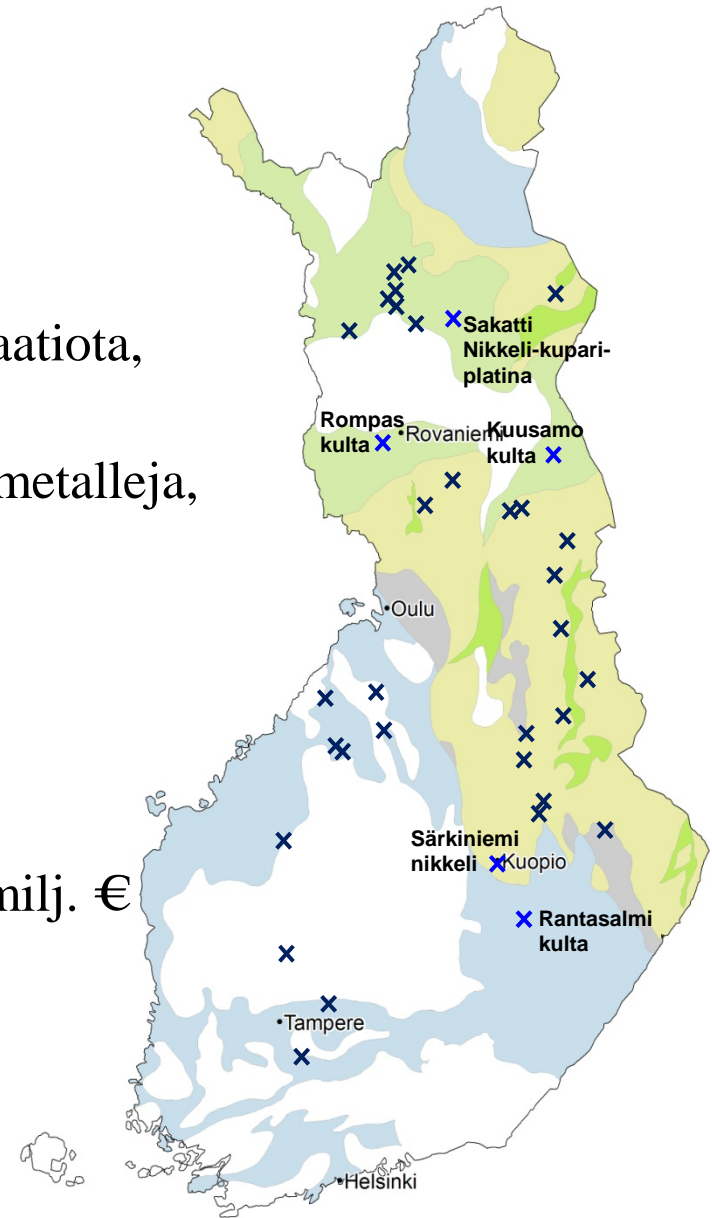 aatiota,
metalleja,
milj. €
Sakatti
Nikkeli-kupari-
platina
Rompas
kulta
Rovaniemi
Kuusamo
kulta
Oulu
Särkiniemi
nikkeli
Kuopio
Rantasalmi
kulta
Tampere
Helsinki